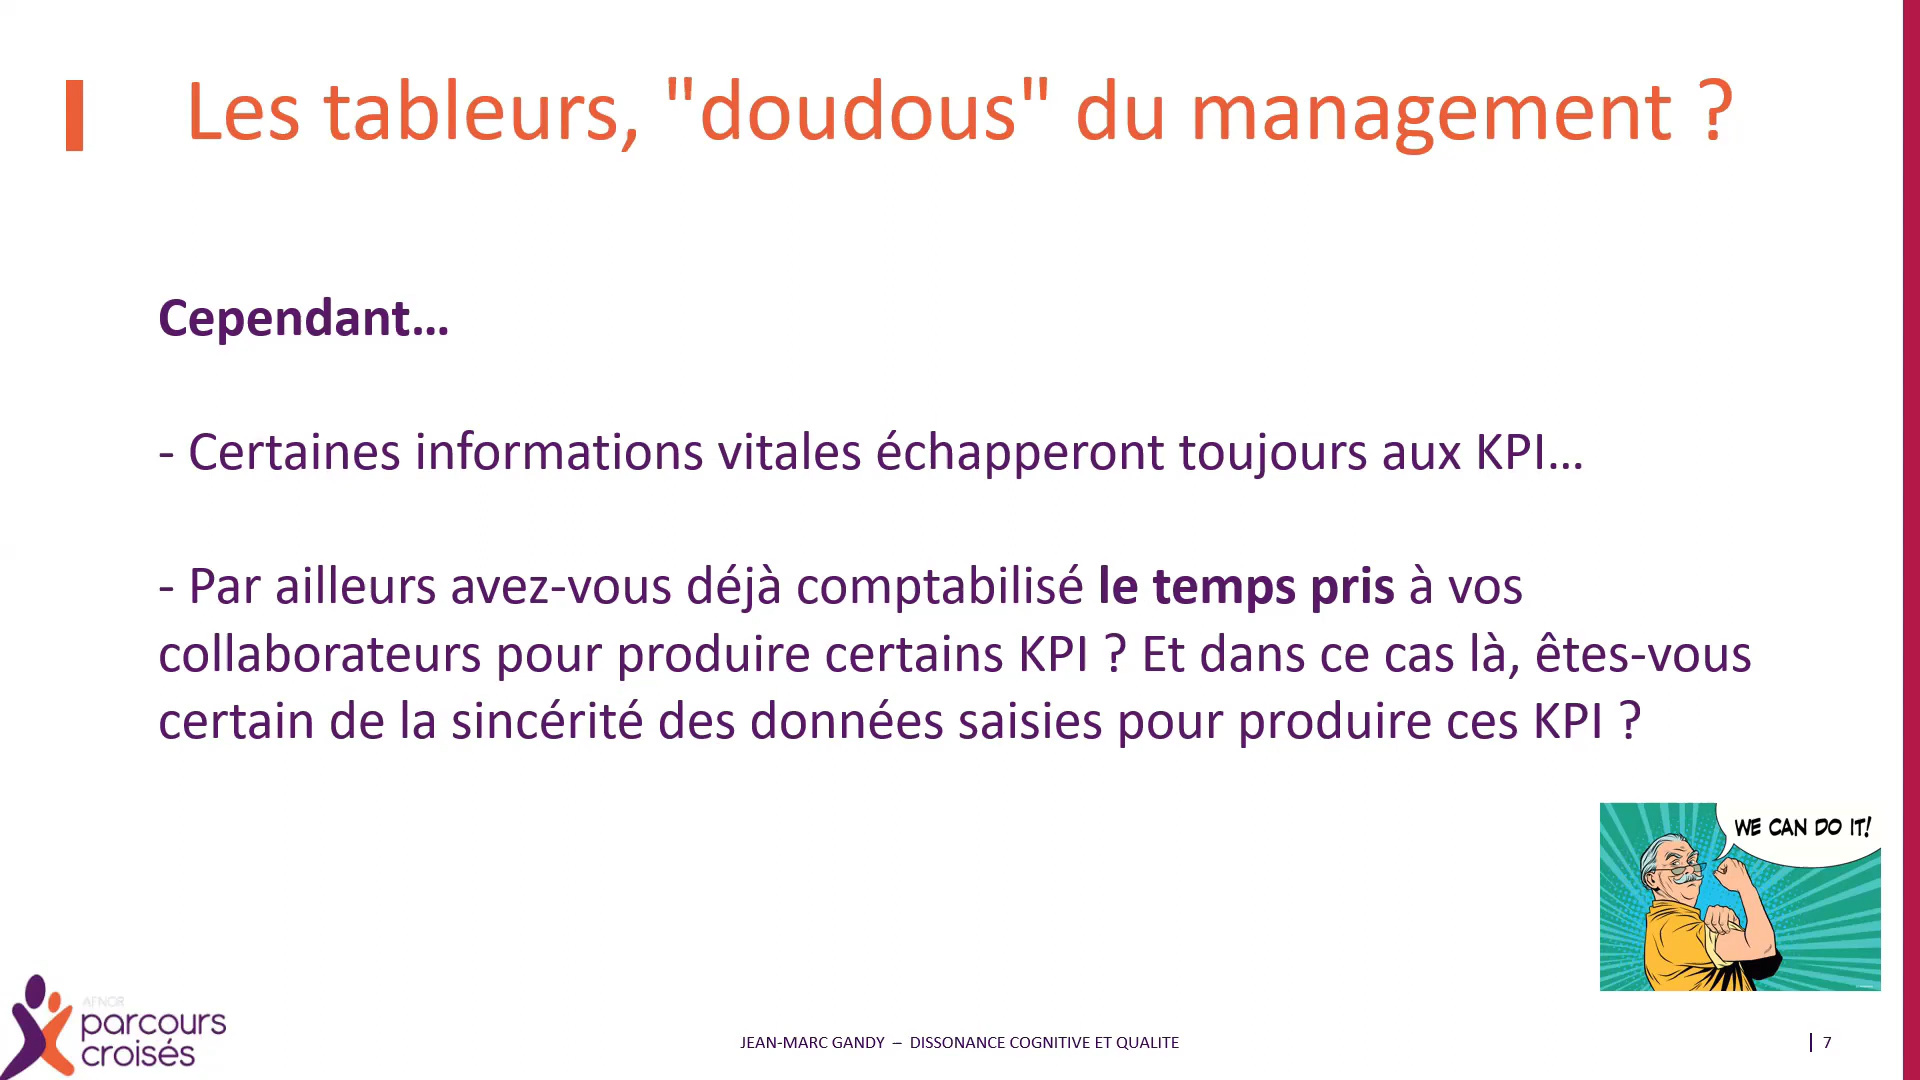 Les tableurs, "doudous" du management ?
Cependant…
- Certaines informations vitales échapperont toujours aux KPI…
- Par ailleurs avez-vous déjà comptabilisé le temps pris à vos
collaborateurs pour produire certains KPI ? Et dans ce cas là, êtes-vous
certain de la sincérité des données saisies pour produire ces KPI ?
WE CAN DO IT!
AFNOR
parcours
croisés
JEAN-MARC GANDY – DISSONANCE COGNITIVE ET QUALITE
7